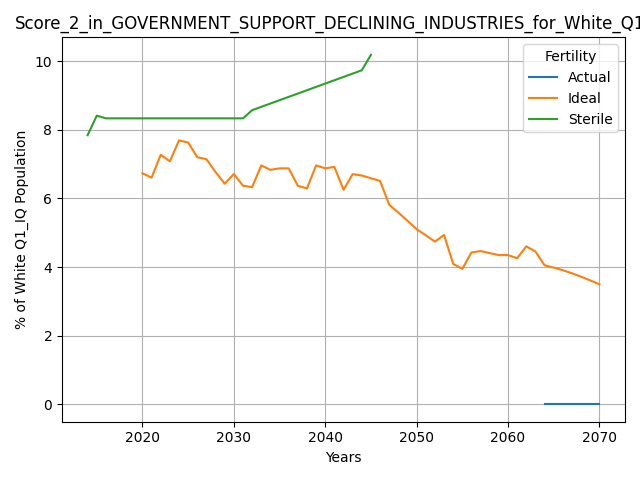 Score_2_in_GOVERNMENT_SUPPORT_DECLINING_INDUSTRIES_for_White_Q1
Fertility
Actual
Ideal
Sterile
% of White Q1_IQ Population
10
8
6
4
2
0
2020 2030 2040 2050 2060 2070
Years